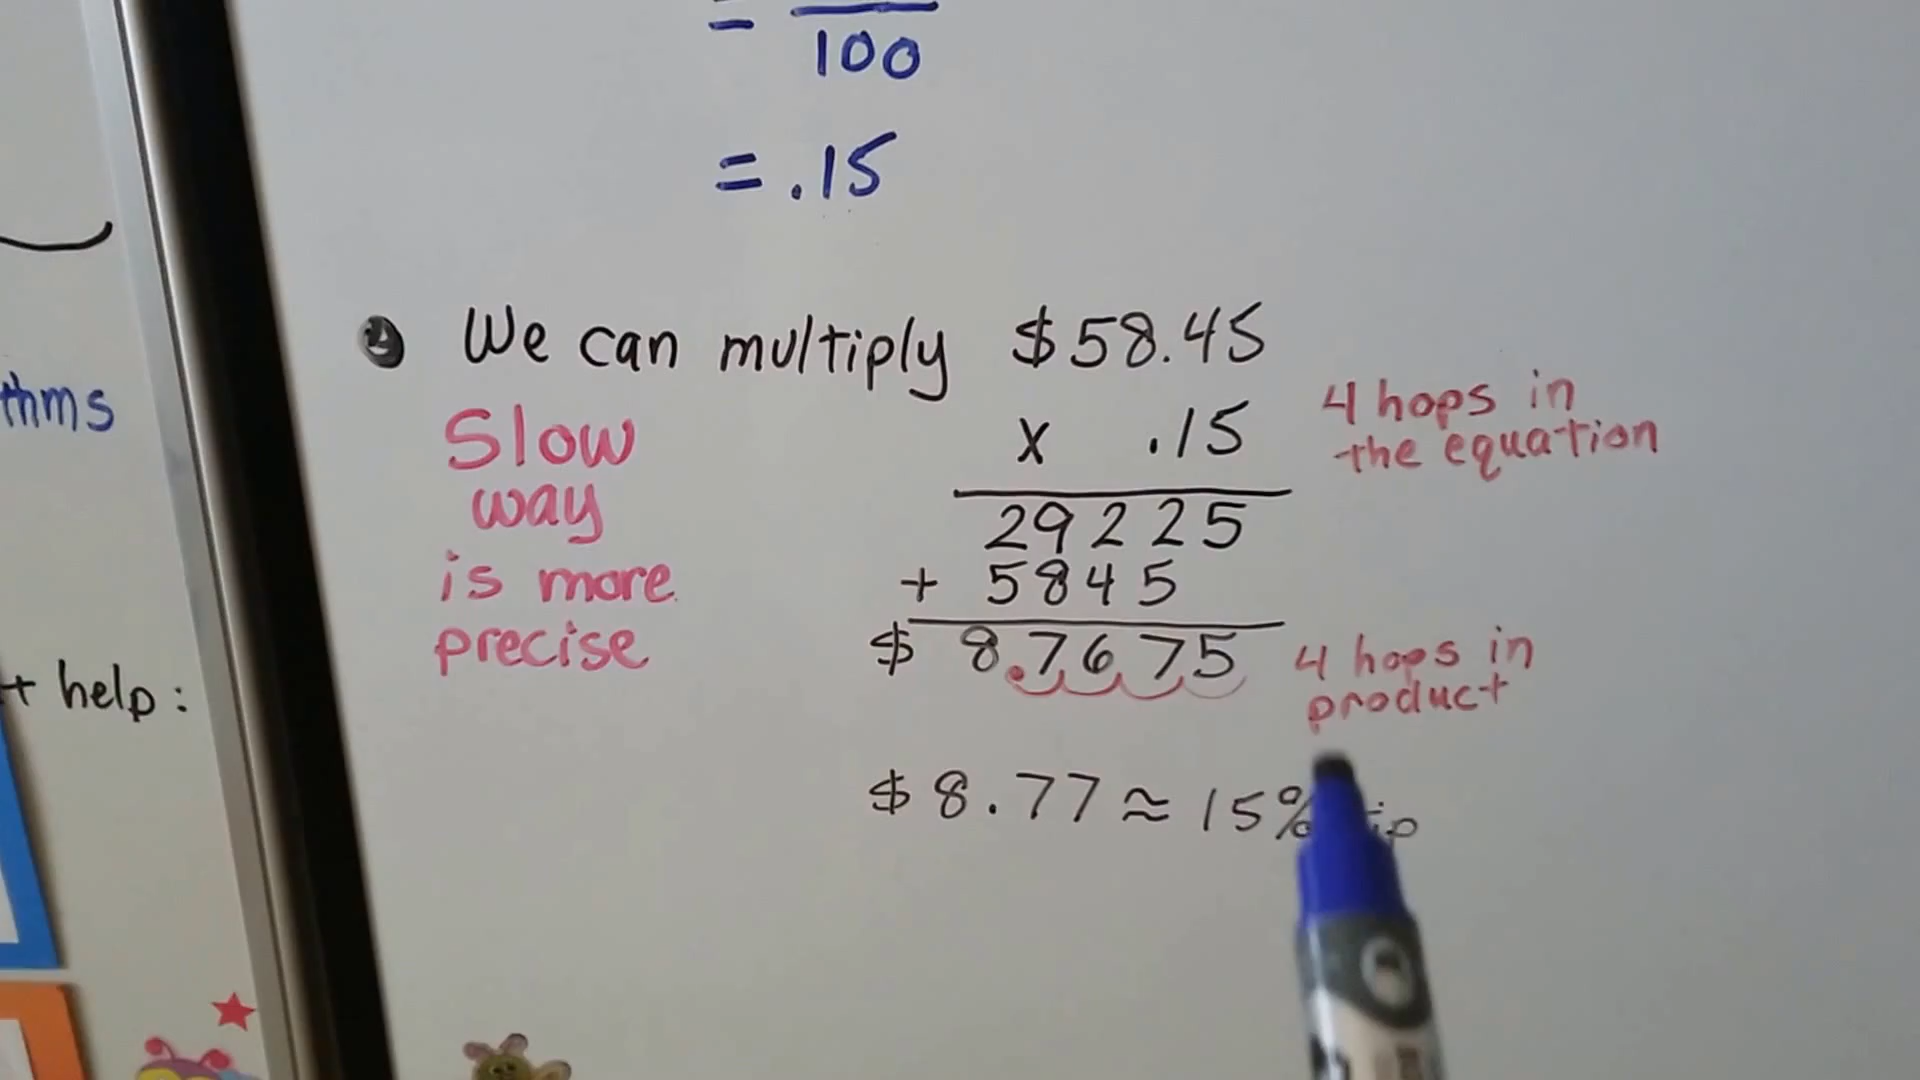 = 100
= .15
thms
+ help:
2 We can multiply $58.45
Slow
way
is more
precise
x .15
4 hops in
the equation
29225
+ 5845
$ 8.7675
4 hops in
product
$8.77 ≈ 15%